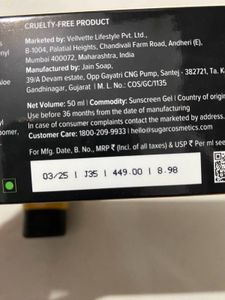 CRUELTY-FREE PRODUCT
Marketed by: Vellvette Lifestyle Pvt. Ltd.,
B-1004, Palatial Heights, Chandivali Farm Road, Andheri (E),
Mumbai 400072, Maharashtra, India
Manufactured by: Jain Soap,
39/A Devam estate, Opp Gayatri CNG Pump, Santej - 382721, Ta. K
Gandhinagar, Gujarat | M. L. No.: COS/GC/1135
Net Volume: 50 ml | Commodity: Sunscreen Gel | Country of origi
Use before 36 months from the date of manufacturing
In case of consumer complaints contact the marketed by address
Customer Care: 1800-209-9933 | hello@sugarcosmetics.com
For Mfg. Date, B. No., MRP ₹ (Incl. of all taxes) & USP ₹ Per ml see
03/25 | J35 | 449.00 | 8.98